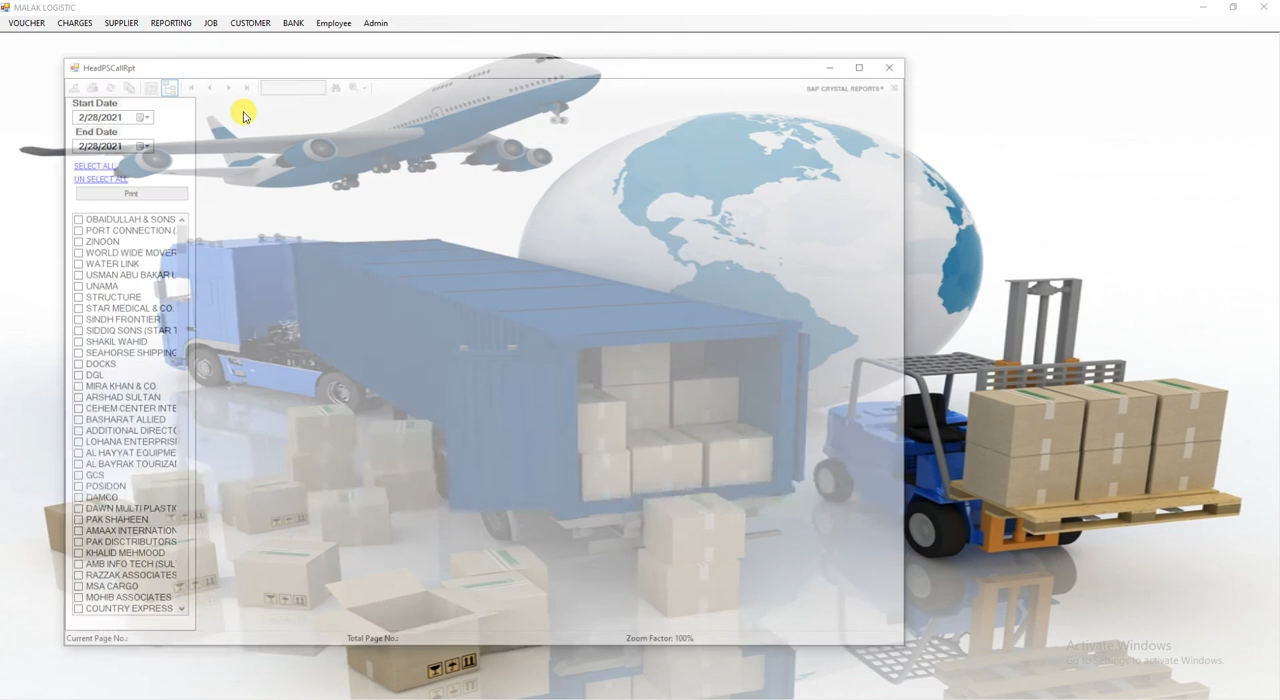 MALAK LOGISTIC
VOUCHER CHARGES SUPPLIER REPORTING JOB CUSTOMER BANK Employee Admin
HeadPSCallRpt
SAP CRYSTAL REPORTS®
Start Date
2/28/2021
End Date
2/28/2021
SELECT ALL
UN SELECT ALL
Print
OBAIDULLAH & SONS
PORT CONNECTION (
ZINOON
WORLD WIDE MOVER
WATER LINK
USMAN ABU BAKAR
UNAMA
STRUCTURE
STAR MEDICAL & CO.
SINDH FRONTIER
SIDDIQ SONS (STAR T
SHAKIL WAHID
SEAHORSE SHIPPING
DOCKS
DGL
MIRA KHAN & CO.
ARSHAD SULTAN
CEHEM CENTER INTE
BASHARAT ALLIED
ADDITIONAL DIRECTO
LOHANA ENTERPRISI
AL HAYYAT EQUIPME
AL BAYRAK TOURIZAI
GCS
POSIDON
DAMCO
DAWN MULTI PLASTIK
PAK SHAHEEN
AMAAX INTERNATION
PAK DISCTRIBUTORS
KHALID MEHMOOD
AMB INFO TECH (SUL
RAZZAK ASSOCIATES
MSA CARGO
MOHIB ASSOCIATES
COUNTRY EXPRESS
Current Page No.: Total Page No.: Zoom Factor: 100%
Activate Windows
Go to Settings to activate Windows.